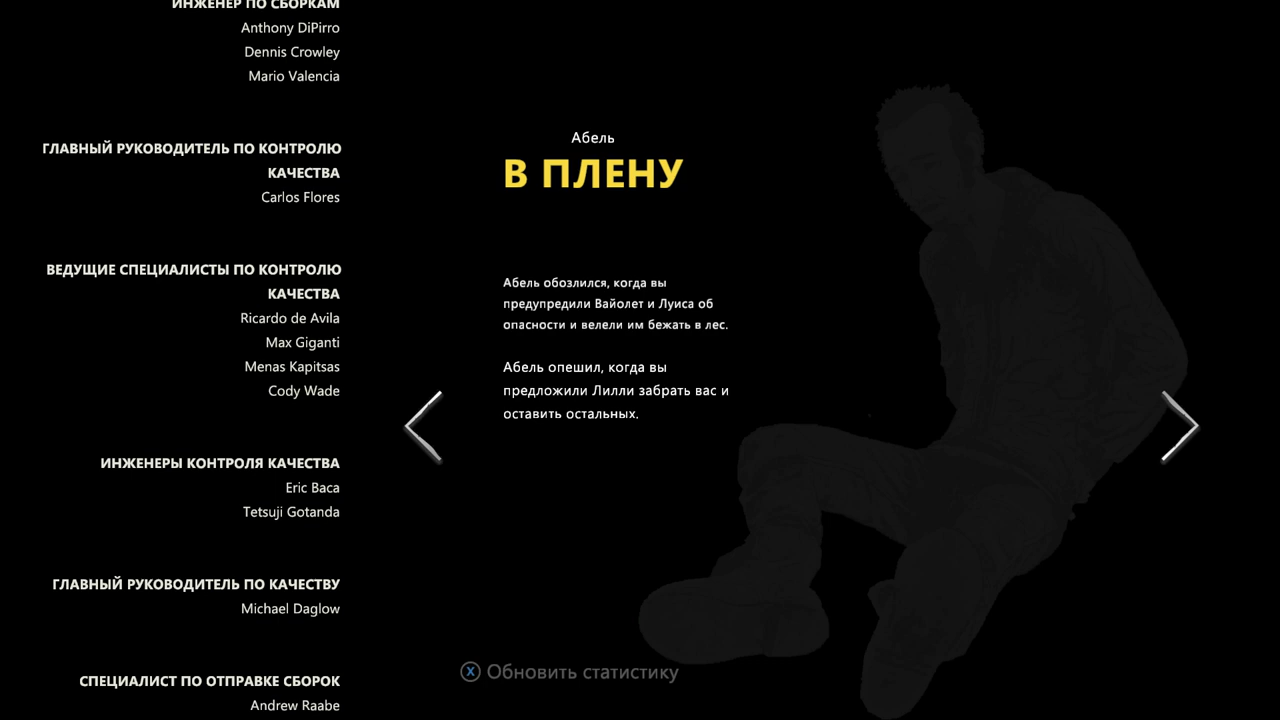 ИНЖЕНЕР ПО СБОРКАМ
Anthony DiPirro
Dennis Crowley
Mario Valencia
ГЛАВНЫЙ РУКОВОДИТЕЛЬ ПО КОНТРОЛЮ
КАЧЕСТВА
Carlos Flores
ВЕДУЩИЕ СПЕЦИАЛИСТЫ ПО КОНТРОЛЮ
КАЧЕСТВА
Ricardo de Avila
Max Giganti
Menas Kapitsas
Cody Wade
ИНЖЕНЕРЫ КОНТРОЛЯ КАЧЕСТВА
Eric Baca
Tetsuji Gotanda
ГЛАВНЫЙ РУКОВОДИТЕЛЬ ПО КАЧЕСТВУ
Michael Daglow
СПЕЦИАЛИСТ ПО ОТПРАВКЕ СБОРОК
Andrew Raabe
Абель
В ПЛЕНУ
Абель обозлился, когда вы
предупредили Вайолет и Луиса об
опасности и велели им бежать в лес.
Абель опешил, когда вы
предложили Лилли забрать вас и
оставить остальных.
X Обновить статистику